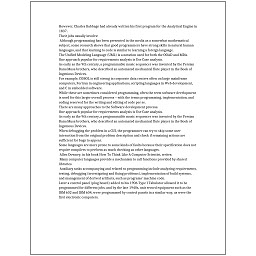 However, Charles Babbage had already written his first program for the Analytical Engine in
1837.
There jobs usually involve:
Although programming has been presented in the media as a somewhat mathematical
subject, some research shows that good programmers have strong skills in natural human
languages, and that learning to code is similar to learning a foreign language.
The Unified Modeling Language (UML) is a notation used for both the OOAD and MDA.
One approach popular for requirements analysis is Use Case analysis.
As early as the 9th century, a programmable music sequencer was invented by the Persian
Banu Musa brothers, who described an automated mechanical flute player in the Book of
Ingenious Devices.
For example, COBOL is still strong in corporate data centers often on large mainframe
computers, Fortran in engineering applications, scripting languages in Web development,
and C in embedded software.
While these are sometimes considered programming, often the term software development
is used for this larger overall process – with the terms programming, implementation, and
coding reserved for the writing and editing of code per se.
There are many approaches to the Software development process.
One approach popular for requirements analysis is Use Case analysis.
As early as the 9th century, a programmable music sequencer was invented by the Persian
Banu Musa brothers, who described an automated mechanical flute player in the Book of
Ingenious Devices.
When debugging the problem in a GUI, the programmer can try to skip some user
interaction from the original problem description and check if remaining actions are
sufficient for bugs to appear.
Some languages are more prone to some kinds of faults because their specification does not
require compilers to perform as much checking as other languages.
Allen Downey, in his book How To Think Like A Computer Scientist, writes:
Many computer languages provide a mechanism to call functions provided by shared
libraries.
Auxiliary tasks accompanying and related to programming include analyzing requirements,
testing, debugging (investigating and fixing problems), implementation of build systems,
and management of derived artifacts, such as programs' machine code.
Later a control panel (plug board) added to his 1906 Type I Tabulator allowed it to be
programmed for different jobs, and by the late 1940s, unit record equipment such as the
IBM 602 and IBM 604, were programmed by control panels in a similar way, as were the
first electronic computers.